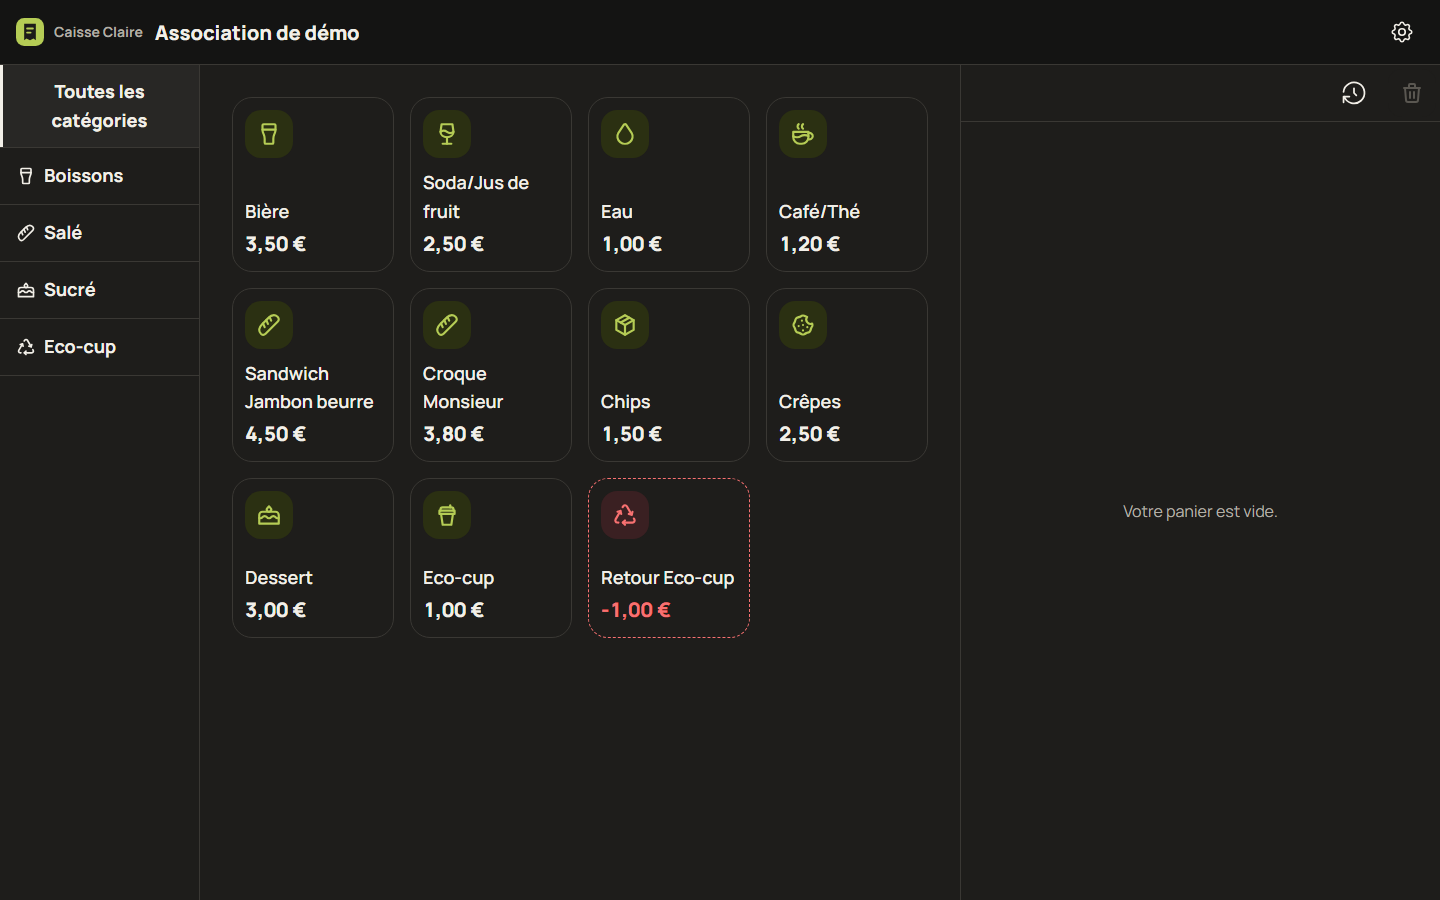 Caisse Claire Association de démo
Toutes les
catégories
Boissons
Salé
Sucré
Eco-cup
Bière
3,50 €
Soda/Jus de
fruit
2,50 €
Eau
1,00 €
Café/Thé
1,20 €
Sandwich
Jambon beurre
4,50 €
Croque
Monsieur
3,80 €
Chips
1,50 €
Crêpes
2,50 €
Dessert
3,00 €
Eco-cup
1,00 €
Retour Eco-cup
-1,00 €
Votre panier est vide.